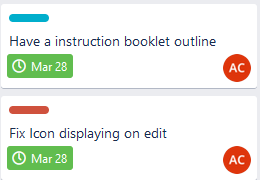 Have a instruction booklet outline
Mar 28
AC
Fix Icon displaying on edit
Mar 28
AC